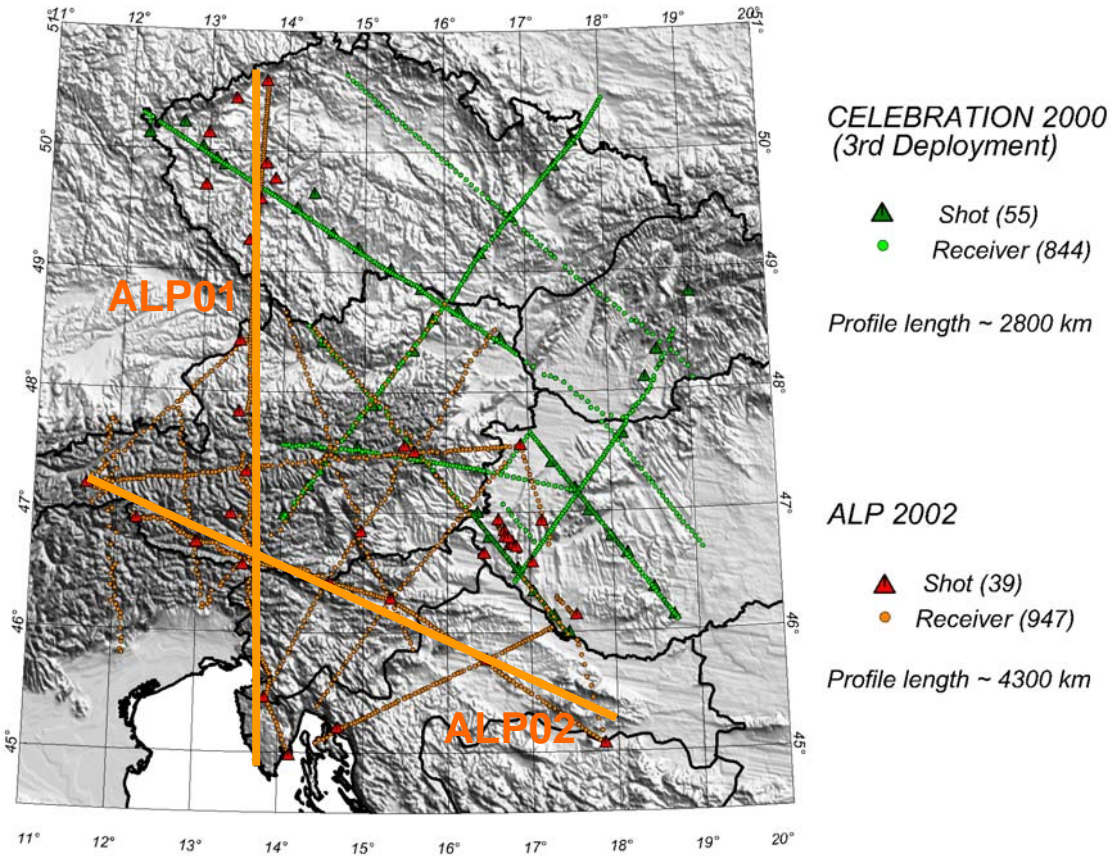 11° 12° 13° 14° 15° 16° 17° 18° 19° 20°
51° 51°
50° 50°
49° 49°
48° 48°
47° 47°
46° 46°
45° 45°
11° 12° 13° 14° 15° 16° 17° 18° 19° 20°
ALP01
ALP02
CELEBRATION 2000
(3rd Deployment)
Shot (55)
Receiver (844)
Profile length ~ 2800 km
ALP 2002
Shot (39)
Receiver (947)
Profile length ~ 4300 km